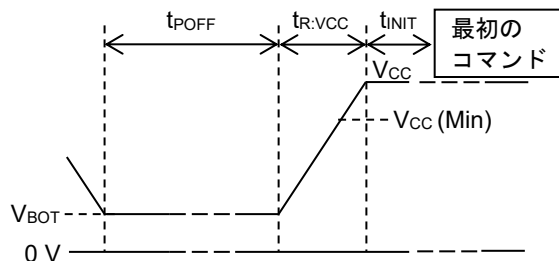 tPOFF
tR:VCC
tINIT
最初の
コマンド
VCC
VCC (Min)
VBOT
0 V